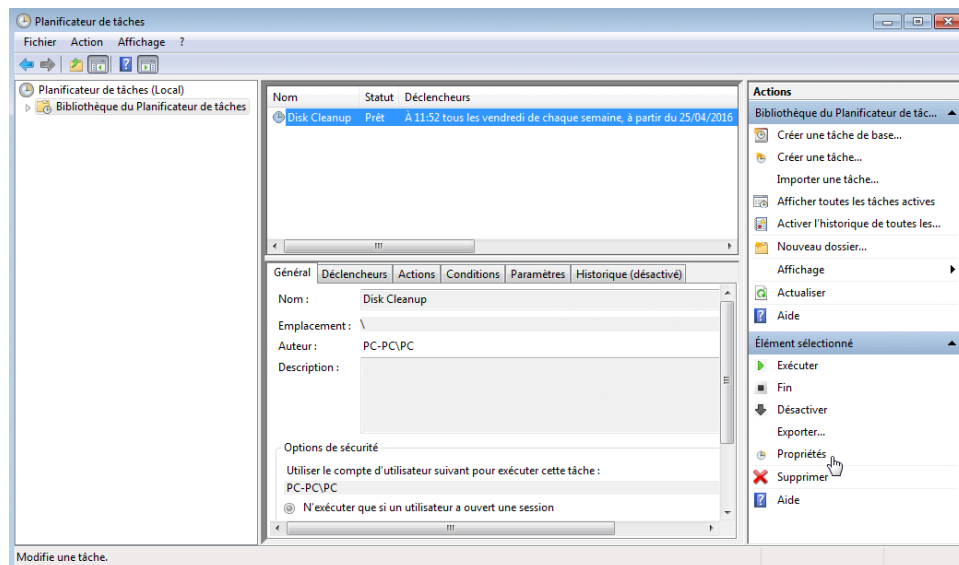 Planificateur de tâches
Fichier Action Affichage ?
Planificateur de tâches (Local)
Bibliothèque du Planificateur de tâches
Nom Statut Déclencheurs
Disk Cleanup Prêt À 11:52 tous les vendredi de chaque semaine, à partir du 25/04/2016
Général Déclencheurs Actions Conditions Paramètres Historique (désactivé)
Nom : Disk Cleanup
Emplacement : \
Auteur : PC-PC\PC
Description :
Options de sécurité
Utiliser le compte d'utilisateur suivant pour exécuter cette tâche :
PC-PC\PC
N'exécuter que si un utilisateur a ouvert une session
Actions
Bibliothèque du Planificateur de tâc...
Créer une tâche de base...
Créer une tâche...
Importer une tâche...
Afficher toutes les tâches actives
Activer l'historique de toutes les...
Nouveau dossier...
Affichage
Actualiser
Aide
Élément sélectionné
Exécuter
Fin
Désactiver
Exporter...
Propriétés
Supprimer
Aide
Modifie une tâche.